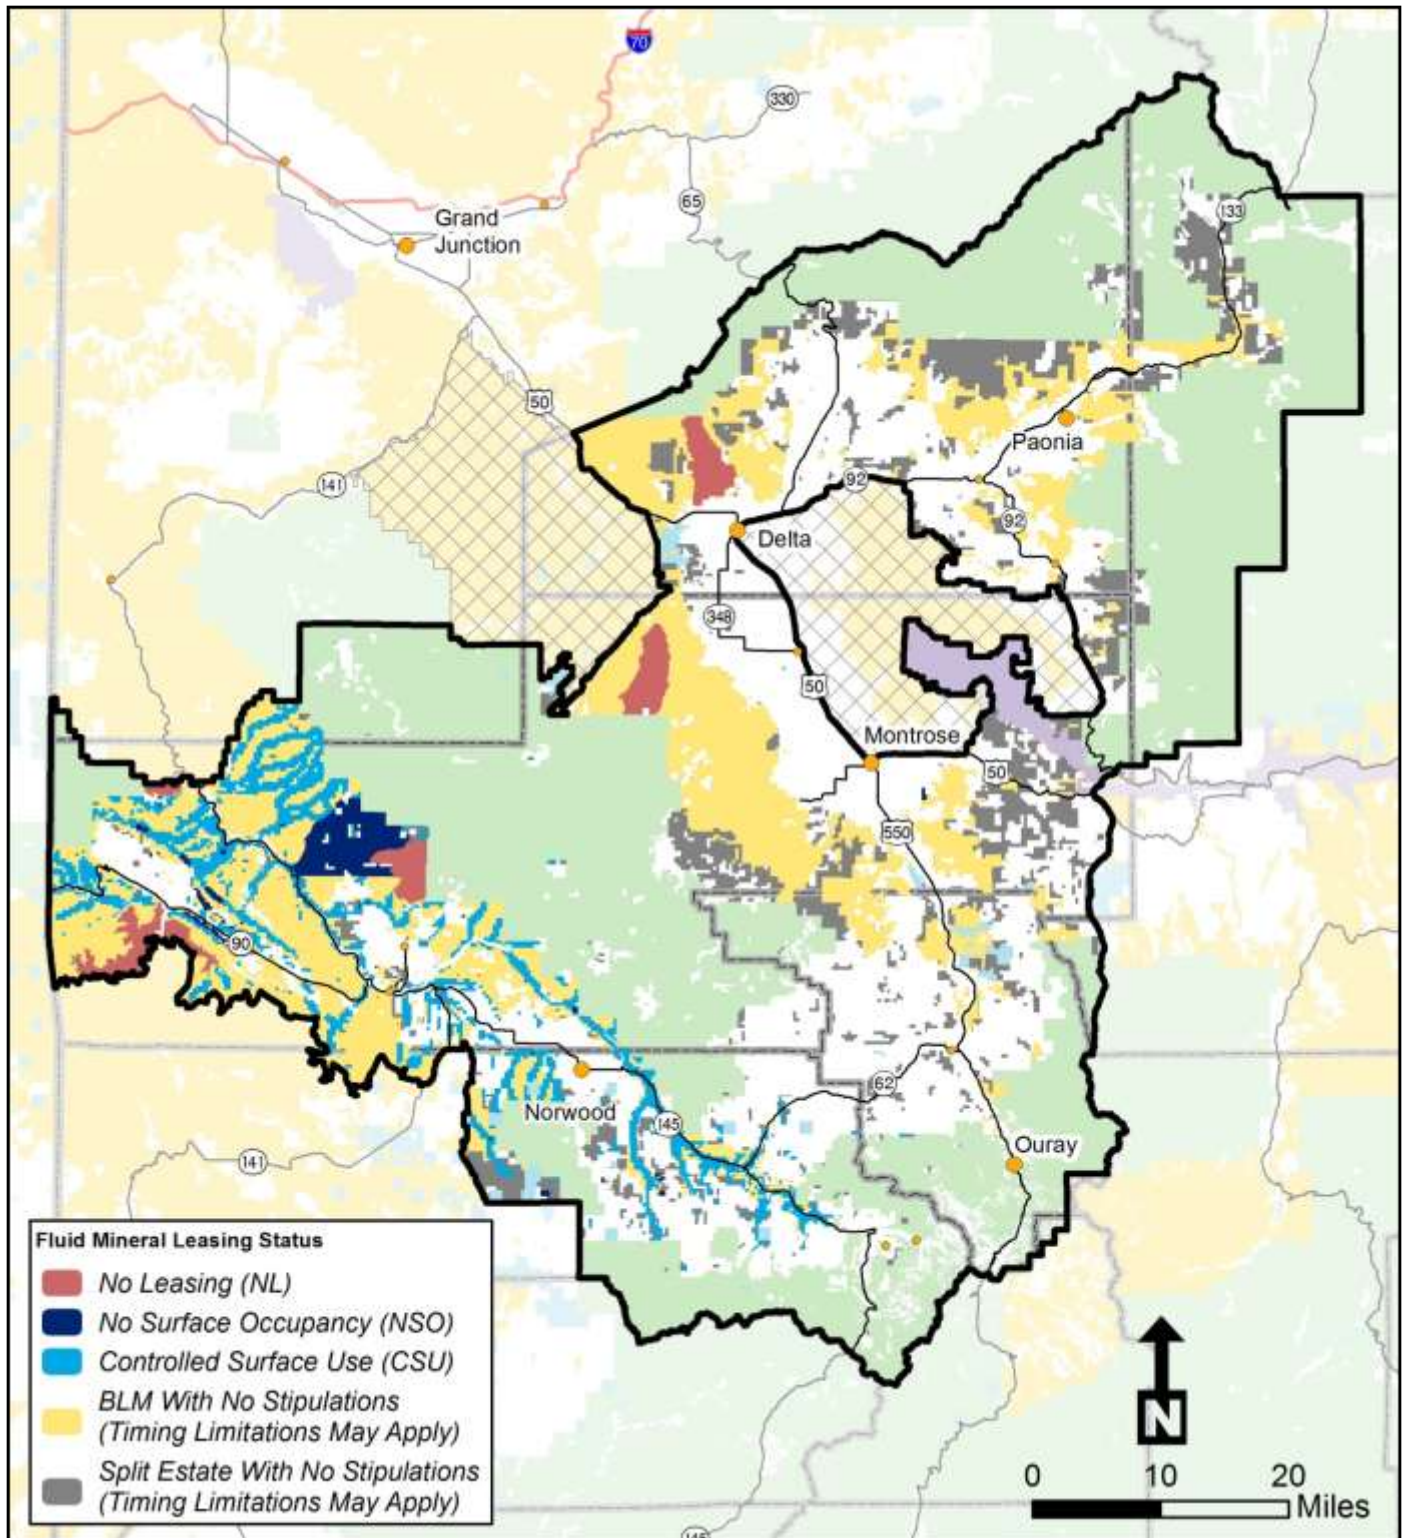 70
330
65
133
Grand
Junction
50
141
Paonia
92
92
Delta
348
50
Montrose
50
550
90
62
Norwood
145
141
Ouray
Fluid Mineral Leasing Status
No Leasing (NL)
No Surface Occupancy (NSO)
Controlled Surface Use (CSU)
BLM With No Stipulations
(Timing Limitations May Apply)
Split Estate With No Stipulations
(Timing Limitations May Apply)
N
0 10 20
Miles